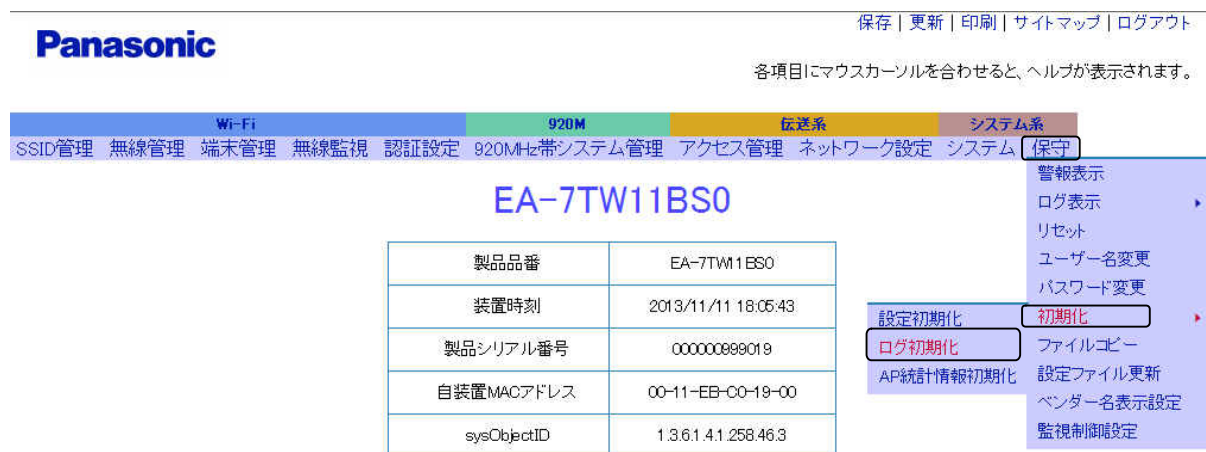 保存 | 更新 | 印刷 | サイトマップ | ログアウト
Panasonic
各項目にマウスカーソルを合わせると、ヘルプが表示されます。
Wi-Fi 920M 伝送系 システム系
SSID管理 無線管理 端末管理 無線監視 認証設定 920MHz帯システム管理 アクセス管理 ネットワーク設定 システム 保守
警報表示
ログ表示
リセット
ユーザー名変更
パスワード変更
初期化
ファイルコピー
設定ファイル更新
ベンダー名表示設定
監視制御設定
設定初期化
ログ初期化
AP統計情報初期化
EA-7TW11BS0
製品品番 EA-7TW11BS0
装置時刻 2013/11/11 18:05:43
製品シリアル番号 000000999019
自装置MACアドレス 00-11-EB-C0-19-00
sysObjectID 1.3.6.1.4.1.258.46.3